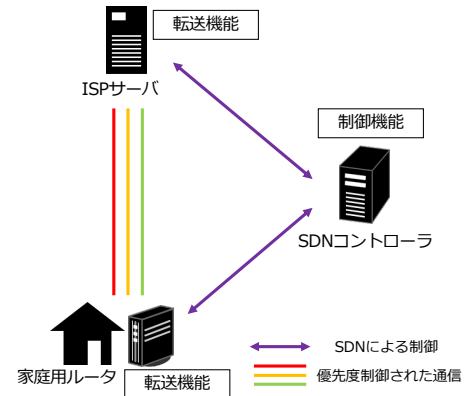 転送機能
ISPサーバ
制御機能
SDNコントローラ
家庭用ルータ
転送機能
SDNによる制御
優先度制御された通信